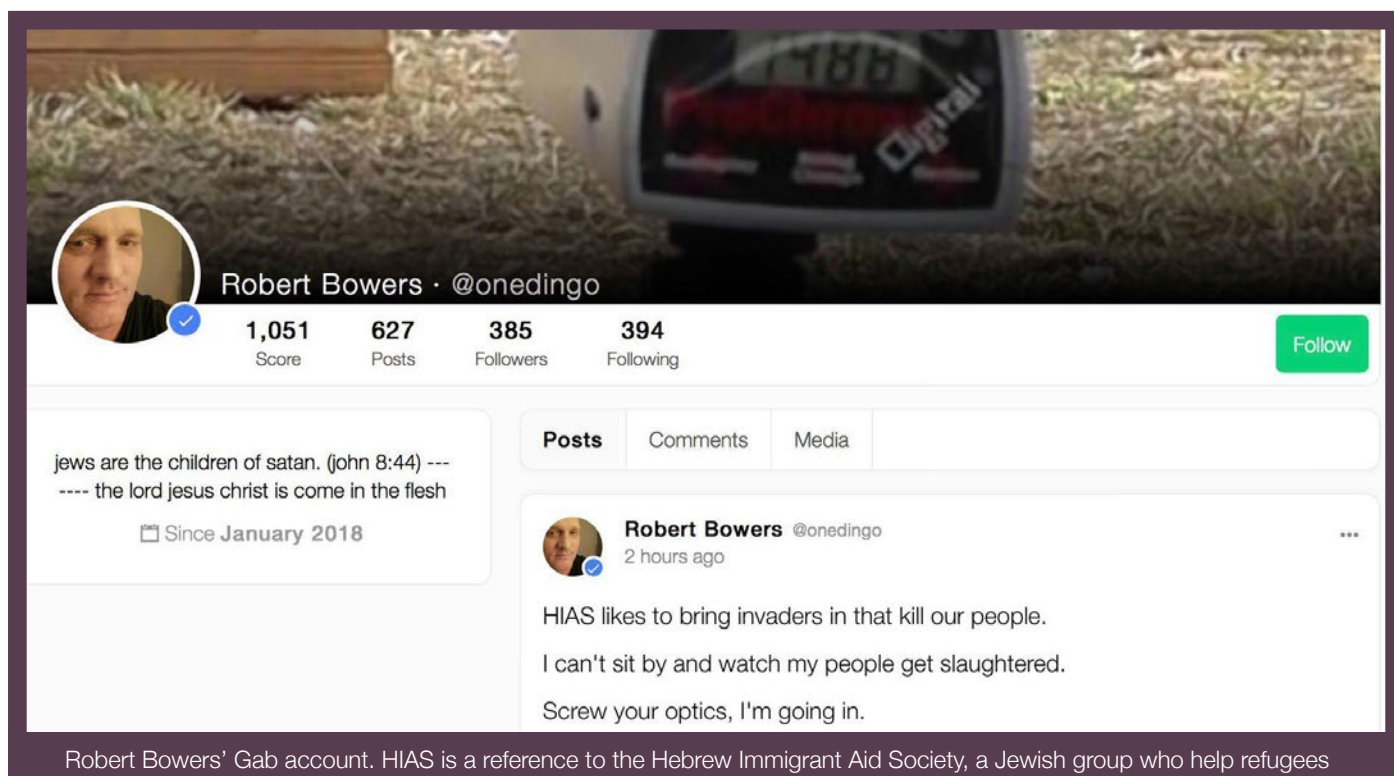 1488
Digital
Robert Bowers · @onedingo
1,051 627 385 394
Score Posts Followers Following
Follow
jews are the children of satan. (john 8:44) ---
---- the lord jesus christ is come in the flesh
Since January 2018
Posts Comments Media
Robert Bowers @onedingo
2 hours ago
HIAS likes to bring invaders in that kill our people.
I can't sit by and watch my people get slaughtered.
Screw your optics, I'm going in.
Robert Bowers' Gab account. HIAS is a reference to the Hebrew Immigrant Aid Society, a Jewish group who help refugees